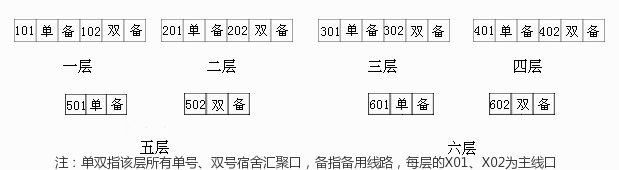 101 单 备 102 双 备 201 单 备 202 双 备 301 单 备 302 双 备 401 单 备 402 双 备
一层 二层 三层 四层
501 单 备 502 双 备 601 单 备 602 双 备
五层 六层
注：单双指该层所有单号、双号宿舍汇聚口，备指备用线路，每层的X01、X02为主线口